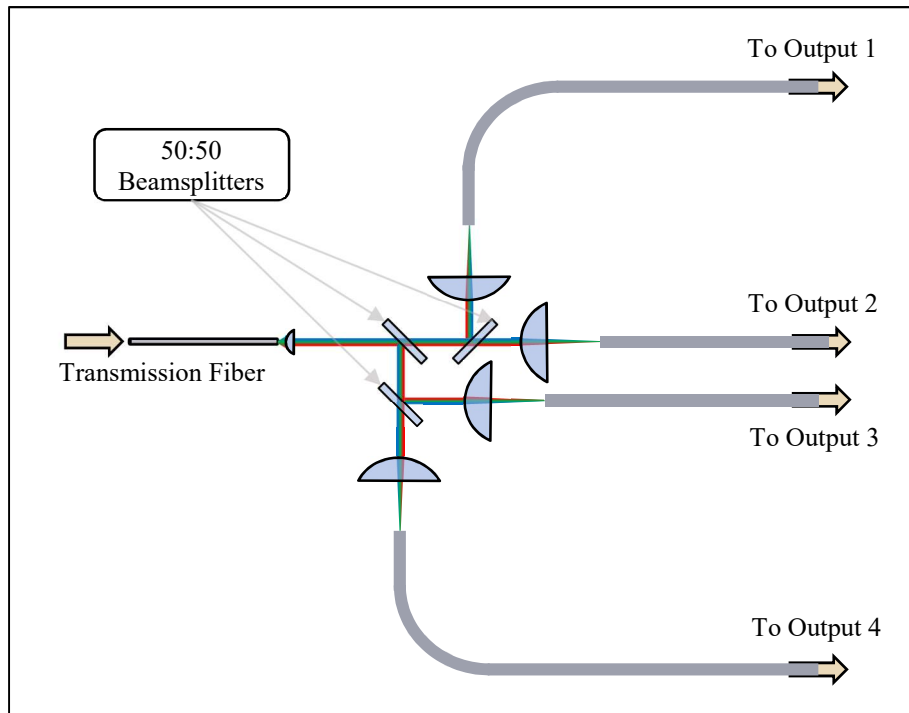 To Output 1
50:50
Beamsplitters
To Output 2
Transmission Fiber
To Output 3
To Output 4